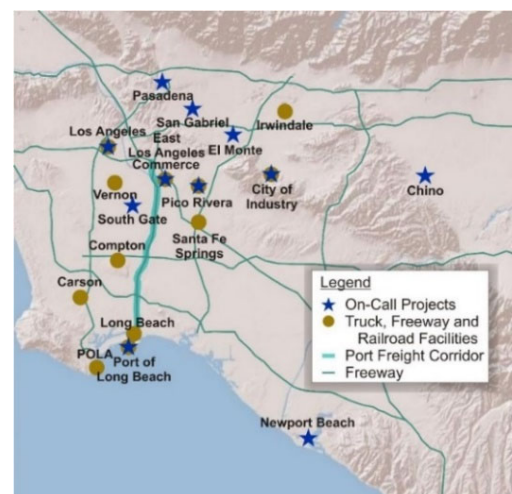 Pasadena
San Gabriel
Irwindale
Los Angeles
East
Los Angeles
Commerce
El Monte
Vernon
Pico Rivera
City of
Industry
Chino
South Gate
Santa Fe
Springs
Compton
Carson
Long Beach
POLA
Port of
Long Beach
Newport Beach
Legend
On-Call Projects
Truck, Freeway and
Railroad Facilities
Port Freight Corridor
Freeway